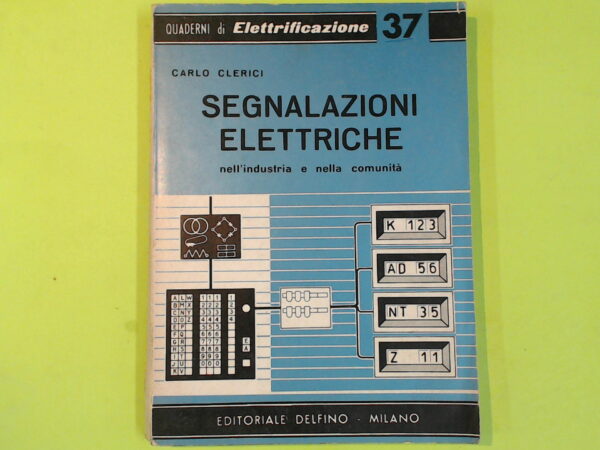 QUADERNI di Elettrificazione 37
CARLO CLERICI
SEGNALAZIONI
ELETTRICHE
nell'industria e nella comunità
K 123
AD 56
NT 35
Z 11
EDITORIALE DELFINO - MILANO